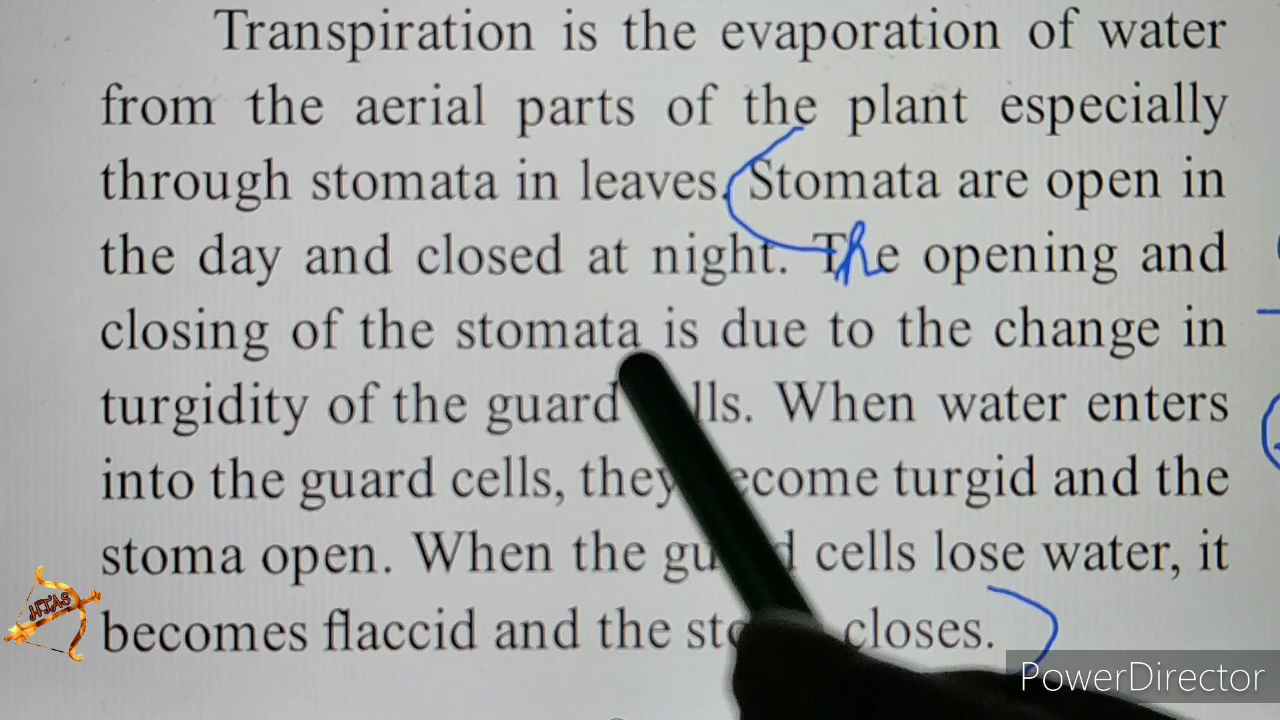 Transpiration is the evaporation of water
from the aerial parts of the plant especially
through stomata in leaves. Stomata are open in
the day and closed at night. The opening and
closing of the stomata is due to the change in
turgidity of the guard lls. When water enters
into the guard cells, they ecome turgid and the
stoma open. When the gu d cells lose water, it
becomes flaccid and the sto closes.
HTAS
PowerDirector